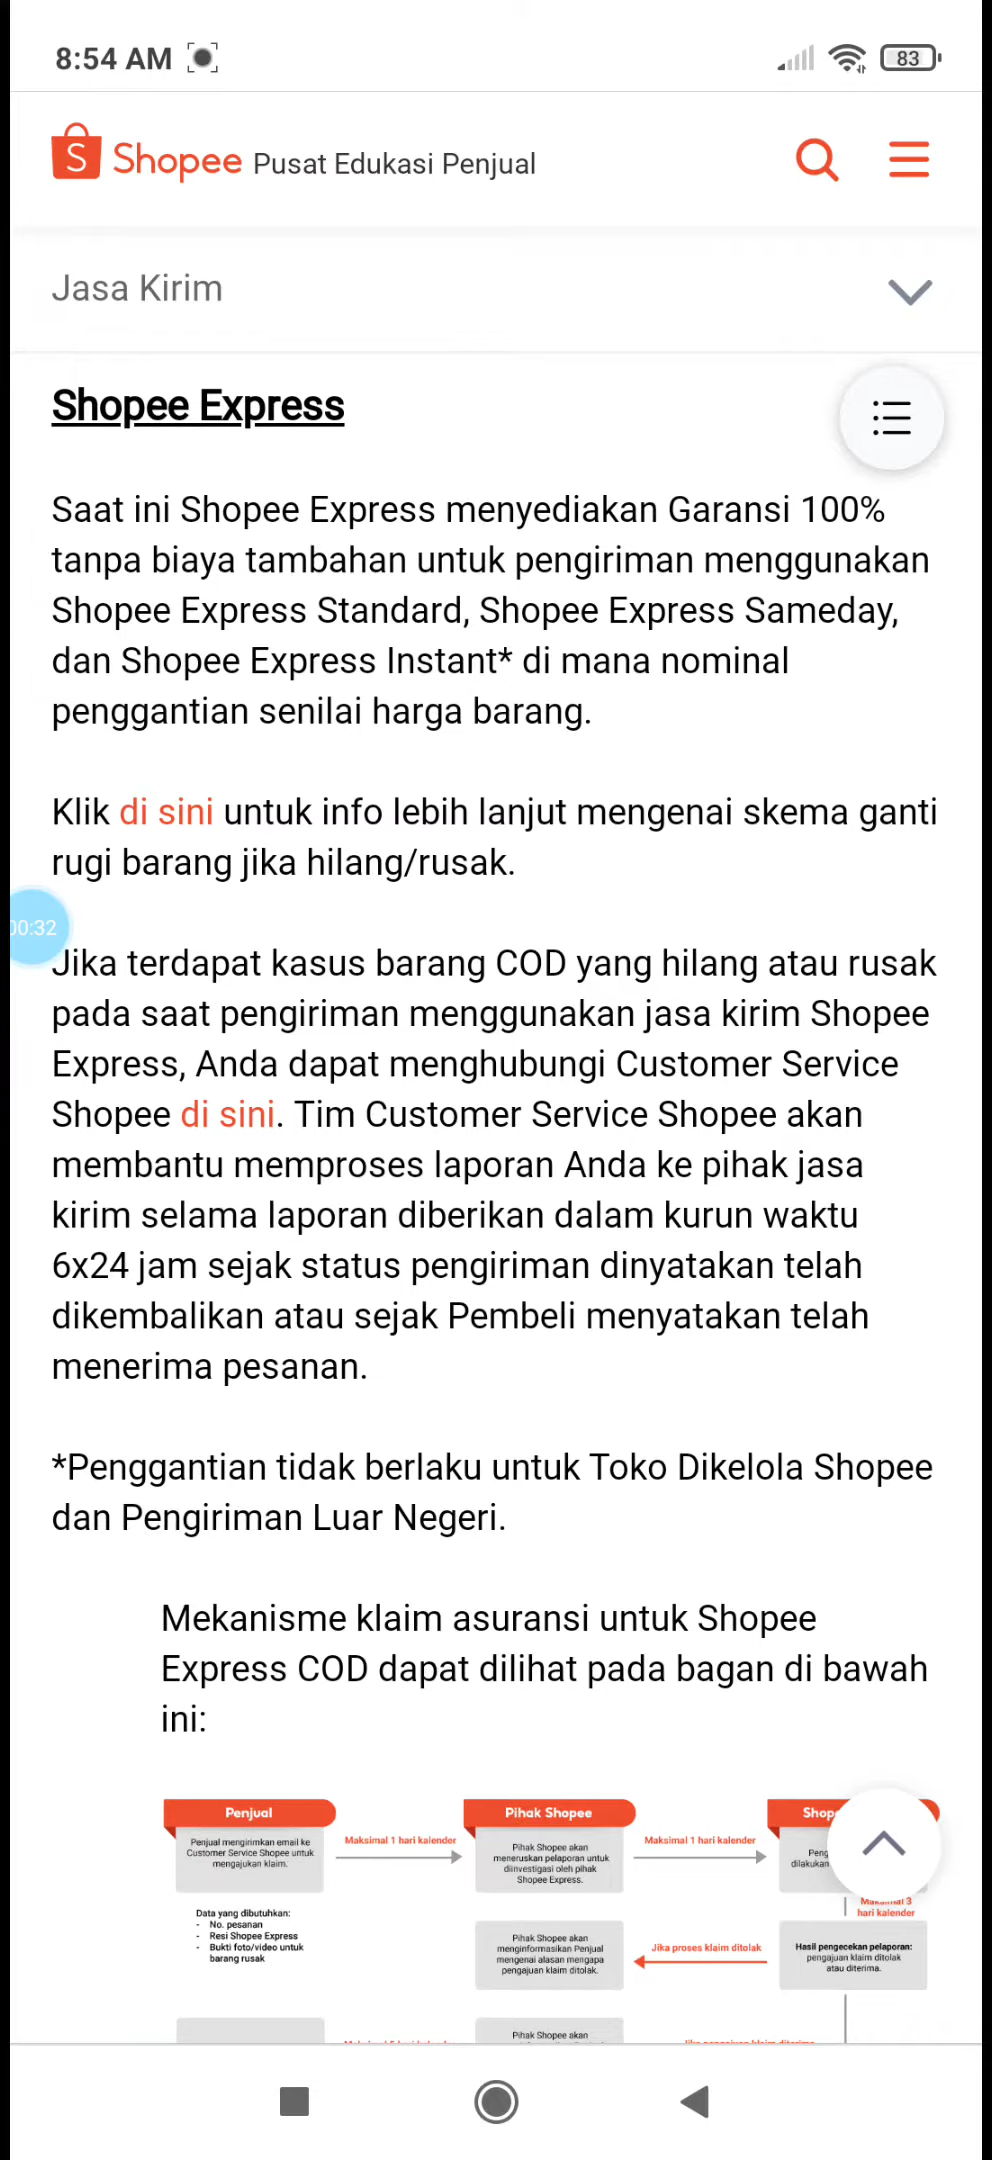 8:54 AM
83
S Shopee Pusat Edukasi Penjual
Jasa Kirim
Shopee Express
Saat ini Shopee Express menyediakan Garansi 100%
tanpa biaya tambahan untuk pengiriman menggunakan
Shopee Express Standard, Shopee Express Sameday,
dan Shopee Express Instant* di mana nominal
penggantian senilai harga barang.
Klik di sini untuk info lebih lanjut mengenai skema ganti
rugi barang jika hilang/rusak.
00:32
Jika terdapat kasus barang COD yang hilang atau rusak
pada saat pengiriman menggunakan jasa kirim Shopee
Express, Anda dapat menghubungi Customer Service
Shopee di sini. Tim Customer Service Shopee akan
membantu memproses laporan Anda ke pihak jasa
kirim selama laporan diberikan dalam kurun waktu
6x24 jam sejak status pengiriman dinyatakan telah
dikembalikan atau sejak Pembeli menyatakan telah
menerima pesanan.
*Penggantian tidak berlaku untuk Toko Dikelola Shopee
dan Pengiriman Luar Negeri.
Mekanisme klaim asuransi untuk Shopee
Express COD dapat dilihat pada bagan di bawah
ini:
Penjual
Penjual mengirimkan email ke
Customer Service Shopee untuk
mengajukan klaim.
Data yang dibutuhkan:
- No. pesanan
- Resi Shopee Express
- Bukti foto/video untuk
barang rusak
Maksimal 1 hari kalender
Pihak Shopee
Pihak Shopee akan
meneruskan pelaporan untuk
diinvestigasi oleh pihak
Shopee Express.
Maksimal 1 hari kalender
dilakukan
Maksimal 3
hari kalender
Pihak Shopee akan
menginformasikan Penjual
mengenai alasan mengapa
pengajuan klaim ditolak.
Jika proses klaim ditolak
Hasil pengecekan pelaporan:
pengajuan klaim ditolak
atau diterima.
Pihak Shopee akan